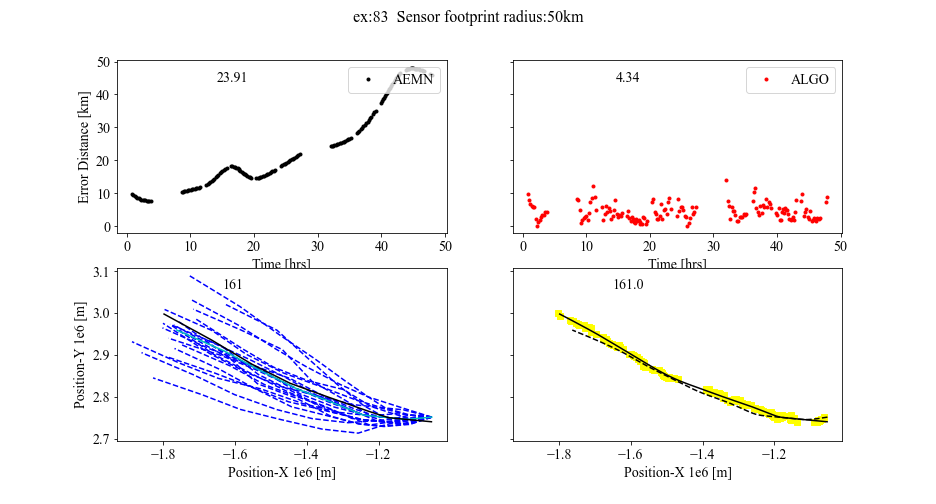 ex:83 Sensor footprint radius:50km
23.91
AEMN
Error Distance [km]
50
40
30
20
10
0
0 10 20 30 40 50
Time [hrs]
4.34
ALGO
0 10 20 30 40 50
Time [hrs]
161
Position-Y 1e6 [m]
3.1
3.0
2.9
2.8
2.7
−1.8 −1.6 −1.4 −1.2
Position-X 1e6 [m]
161.0
−1.8 −1.6 −1.4 −1.2
Position-X 1e6 [m]